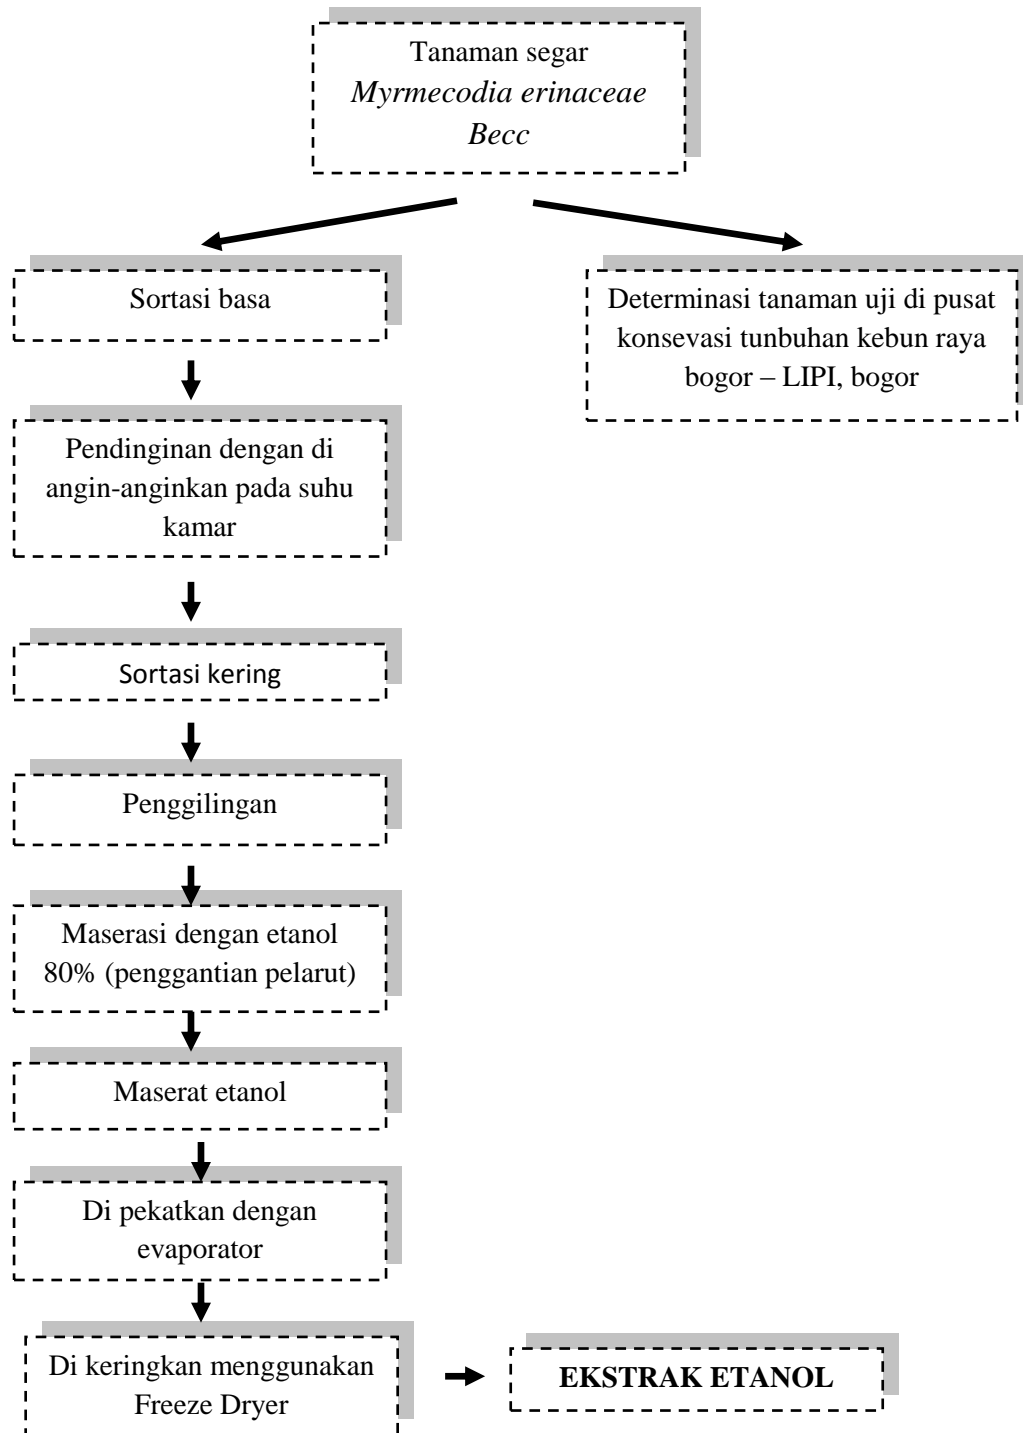 Tanaman segar
Myrmecodia erinaceae
Becc
Sortasi basa
Determinasi tanaman uji di pusat
konsevasi tunbuhan kebun raya
bogor – LIPI, bogor
Pendinginan dengan di
angin-anginkan pada suhu
kamar
Sortasi kering
Penggilingan
Maserasi dengan etanol
80% (penggantian pelarut)
Maserat etanol
Di pekatkan dengan
evaporator
Di keringkan menggunakan
Freeze Dryer
EKSTRAK ETANOL